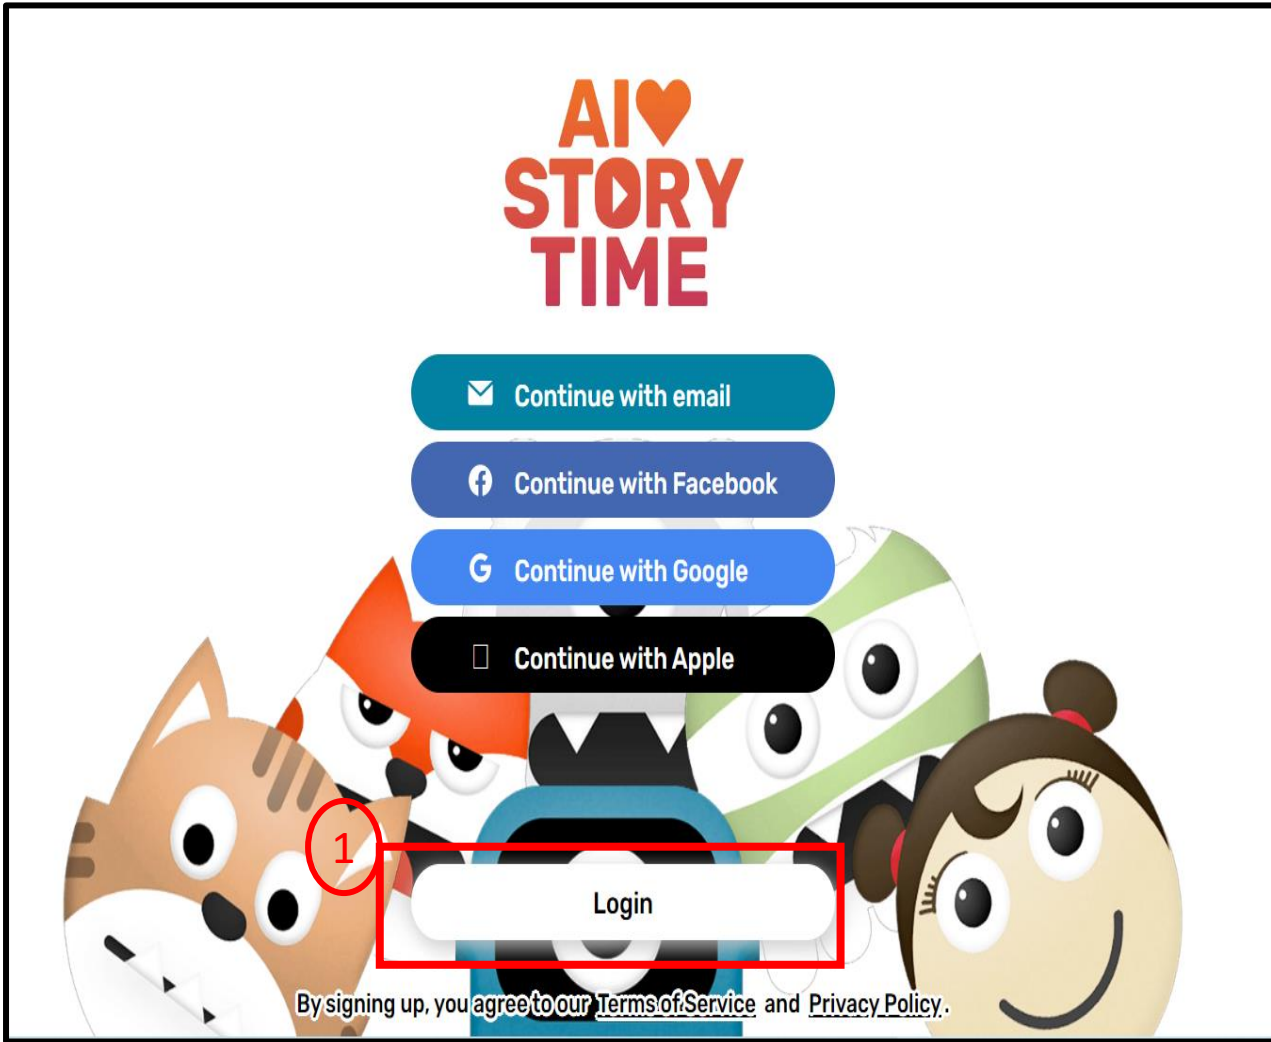 AI♥
STORY
TIME
Continue with email
Continue with Facebook
Continue with Google
Continue with Apple
1
Login
By signing up, you agree to our Terms of Service and Privacy Policy.